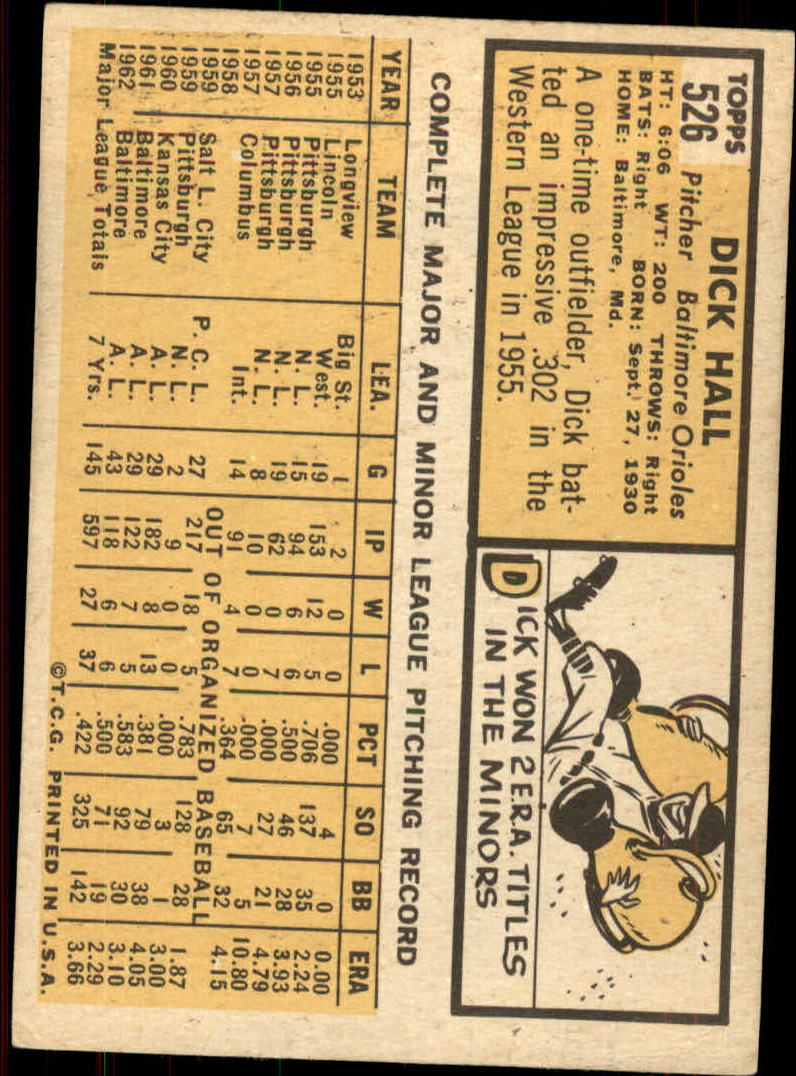 TOPPS
526
DICK HALL
Pitcher Baltimore Orioles
HT: 6:06 WT: 200 THROWS: Right
BATS: Right BORN: Sept. 27, 1930
HOME: Baltimore, Md.
A one-time outfielder, Dick bat-
ted an impressive .302 in the
Western League in 1955.
DICK WON 2 E.R.A. TITLES
IN THE MINORS
COMPLETE MAJOR AND MINOR LEAGUE PITCHING RECORD
YEAR TEAM LEA. G IP W L PCT SO BB ERA
1953 Longview Big St. 1 2 0 0 .000 4 0 0.00
1955 Lincoln West. 19 153 12 5 .706 137 35 2.24
1955 Pittsburgh N. L. 15 94 6 6 .500 46 28 3.93
1956 Pittsburgh N. L. 19 62 0 7 .000 27 21 4.79
1957 Pittsburgh N. L. 8 10 0 0 .000 7 5 10.80
1957 Columbus Int. 14 91 4 7 .364 65 32 4.15
1958 OUT OF ORGANIZED BASEBALL
1959 Salt L. City P. C. L. 27 217 18 5 .783 128 28 1.87
1959 Pittsburgh N. L. 2 9 0 0 .000 3 1 3.00
1960 Kansas City A. L. 29 182 8 13 .381 79 38 4.05
1961 Baltimore A. L. 29 122 7 5 .583 92 30 3.10
1962 Baltimore A. L. 43 118 6 6 .500 71 19 2.29
Major League Totals 7 Yrs. 145 597 27 37 .422 325 142 3.66
©T.C.G. PRINTED IN U.S.A.